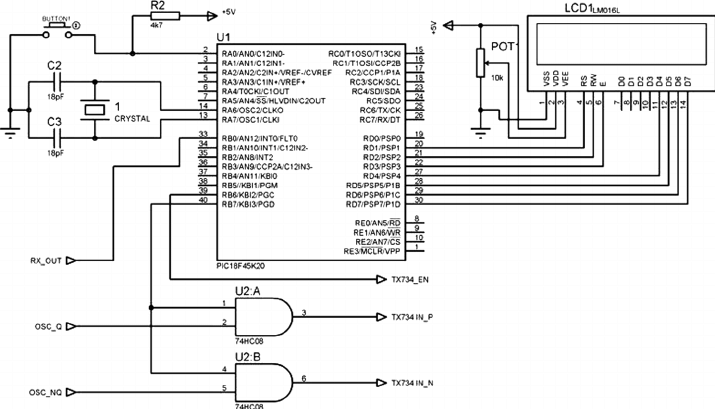 R2
+5V
4k7
BUTTON1
C2
18pF
C3
18pF
1
CRYSTAL
U1
2 RA0/AN0/C12IN0- RC0/T1OSO/T13CKI 15
3 RA1/AN1/C12IN1- RC1/T1OSI/CCP2B 16
4 RA2/AN2/C2IN+/VREF-/CVREF RC2/CCP1/P1A 17
5 RA3/AN3/C1IN+/VREF+ RC3/SCK/SCL 18
6 RA4/T0CKI/C1OUT RC4/SDI/SDA 23
7 RA5/AN4/SS/HLVDIN/C2OUT RC5/SDO 24
14 RA6/OSC2/CLKO RC6/TX/CK 25
13 RA7/OSC1/CLKI RC7/RX/DT 26
33 RB0/AN12/INT0/FLT0 RD0/PSP0 19
34 RB1/AN10/INT1/C12IN2- RD1/PSP1 20
35 RB2/AN8/INT2 RD2/PSP2 21
36 RB3/AN9/CCP2A/C12IN3- RD3/PSP3 22
37 RB4/AN11/KBI0 RD4/PSP4 27
38 RB5//KBI1/PGM RD5/PSP5/P1B 28
39 RB6/KBI2/PGC RD6/PSP6/P1C 29
40 RB7/KBI3/PGD RD7/PSP7/P1D 30
RE0/AN5/RD 8
RE1/AN6/WR 9
RE2/AN7/CS 10
RE3/MCLR/VPP 1
PIC18F45K20
+5V
POT1
10k
LCD1
LM016L
VSS VDD VEE RS RW E D0 D1 D2 D3 D4 D5 D6 D7
1 2 3 4 5 6 7 8 9 10 11 12 13 14
RX_OUT
TX734_EN
U2:A
1
2
3
74HC08
OSC_Q
TX734 IN_P
U2:B
4
5
6
74HC08
OSC_NQ
TX734 IN_N